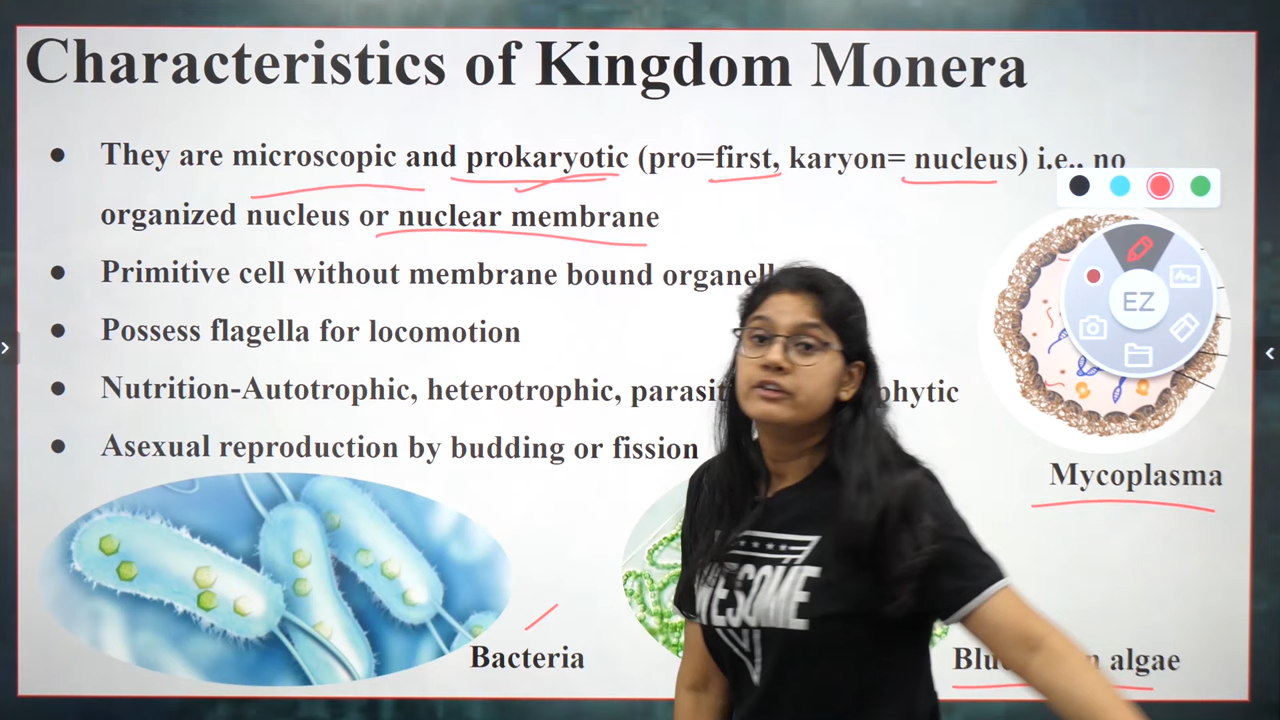 Characteristics of Kingdom Monera
● They are microscopic and prokaryotic (pro=first, karyon= nucleus) i.e., no
organized nucleus or nuclear membrane
● Primitive cell without membrane bound
● Possess flagella for locomotion
● Nutrition-Autotrophic, heterotrophic,
● Asexual reproduction by budding or fission
EZ
Mycoplasma
Bacteria
algae